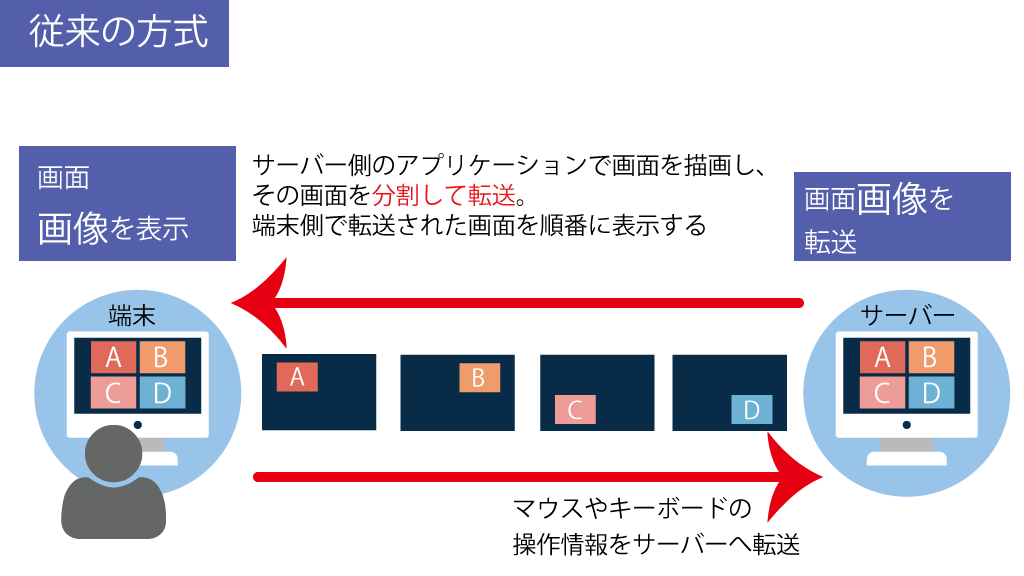 従来の方式
画面
画像を表示
サーバー側のアプリケーションで画面を描画し、
その画面を分割して転送。
端末側で転送された画面を順番に表示する
画面画像を
転送
端末
サーバー
A B
C D
A
B
C
D
A B
C D
マウスやキーボードの
操作情報をサーバーへ転送